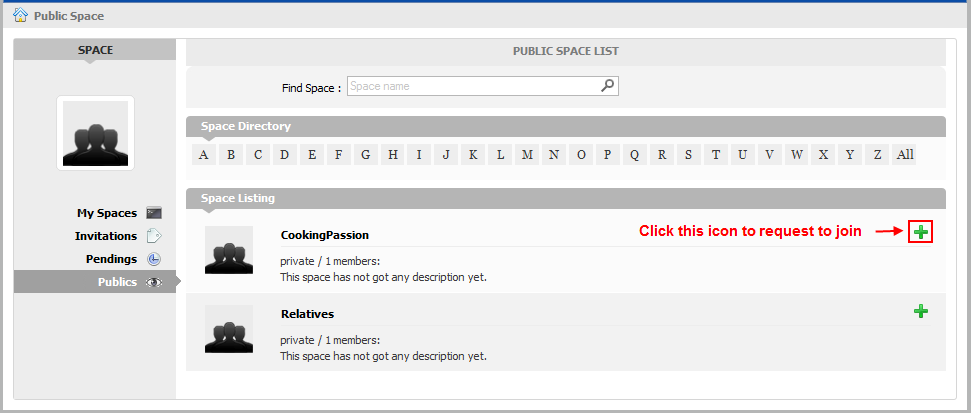 Public Space
SPACE
My Spaces
Invitations
Pendings
Publics
PUBLIC SPACE LIST
Find Space : Space name
Space Directory
A B C D E F G H I J K L M N O P Q R S T U V W X Y Z All
Space Listing
CookingPassion
Click this icon to request to join
private / 1 members:
This space has not got any description yet.
Relatives
private / 1 members:
This space has not got any description yet.